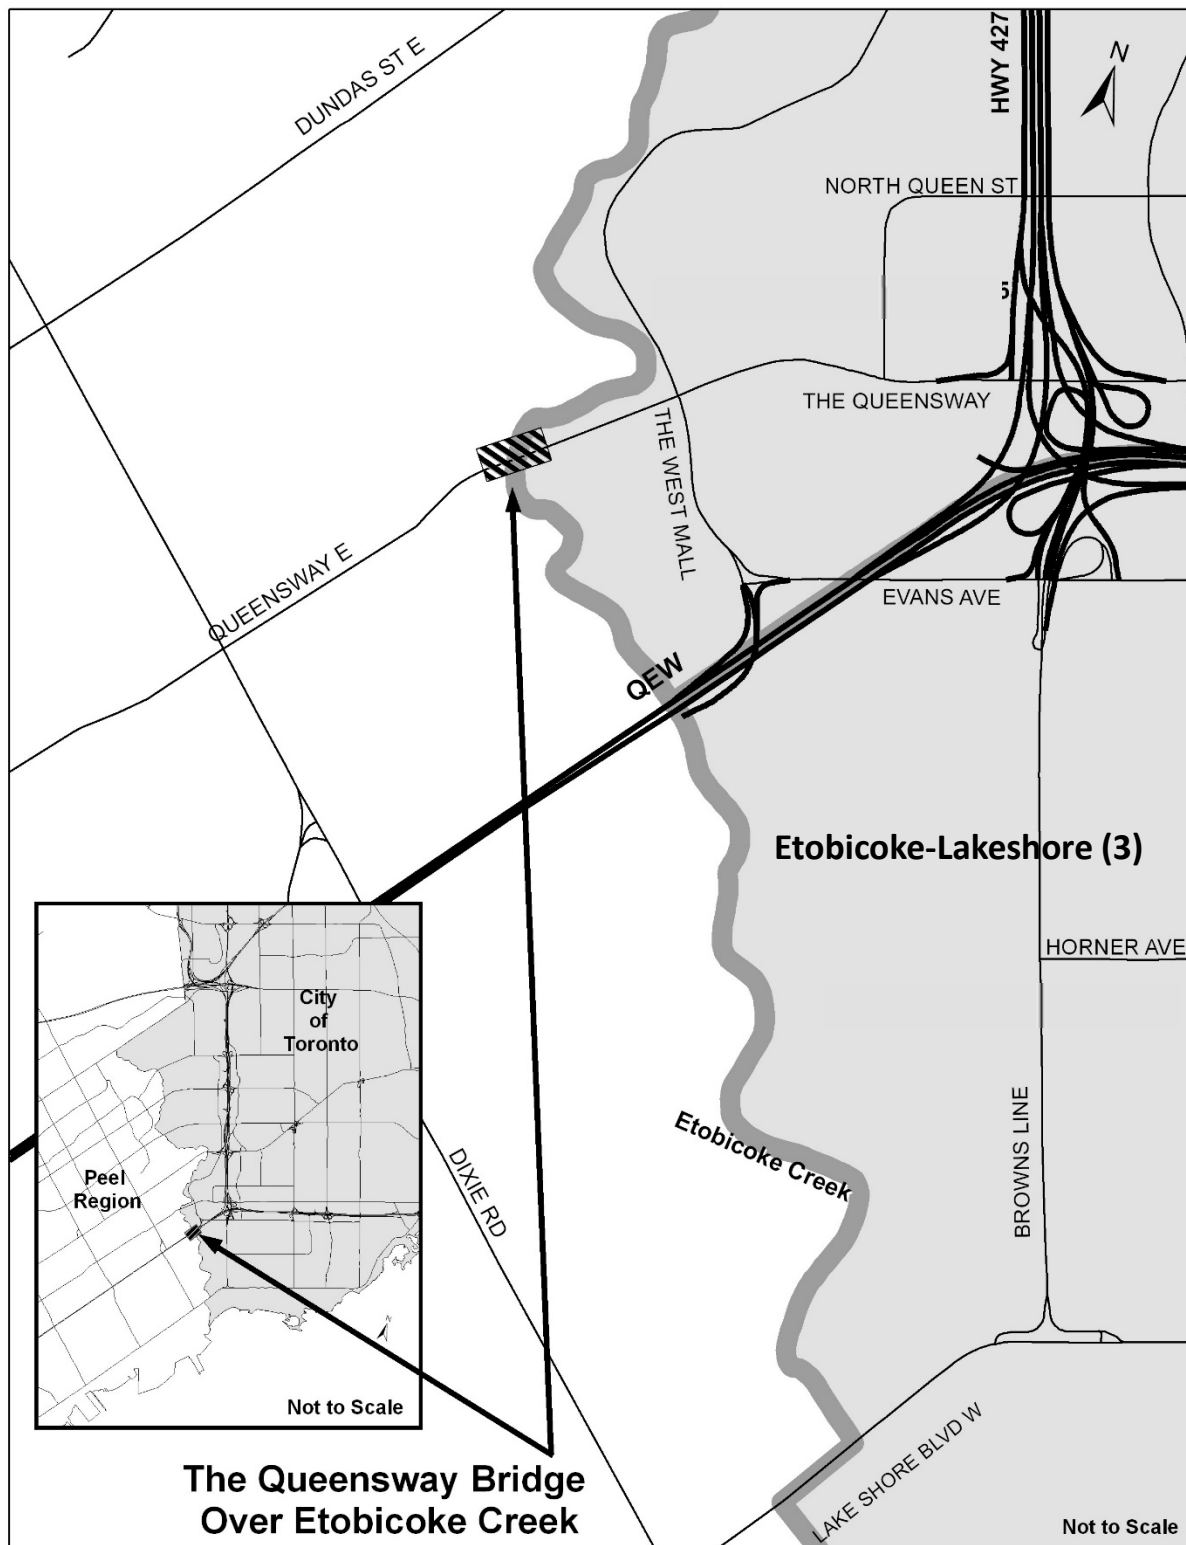 DUNDAS ST E
HWY 427
N
NORTH QUEEN ST
5
THE QUEENSWAY
THE WEST MALL
QUEENSWAY E
EVANS AVE
QEW
Etobicoke-Lakeshore (3)
HORNER AVE
City
of
Toronto
Peel
Region
Not to Scale
N
DIXIE RD
Etobicoke Creek
BROWNS LINE
LAKE SHORE BLVD W
The Queensway Bridge
Over Etobicoke Creek
Not to Scale